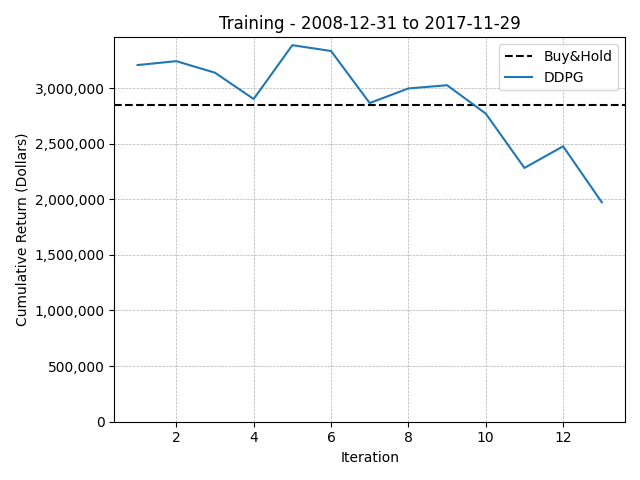 Training - 2008-12-31 to 2017-11-29
Buy&Hold
DDPG
Cumulative Return (Dollars)
3,000,000
2,500,000
2,000,000
1,500,000
1,000,000
500,000
0
2 4 6 8 10 12
Iteration